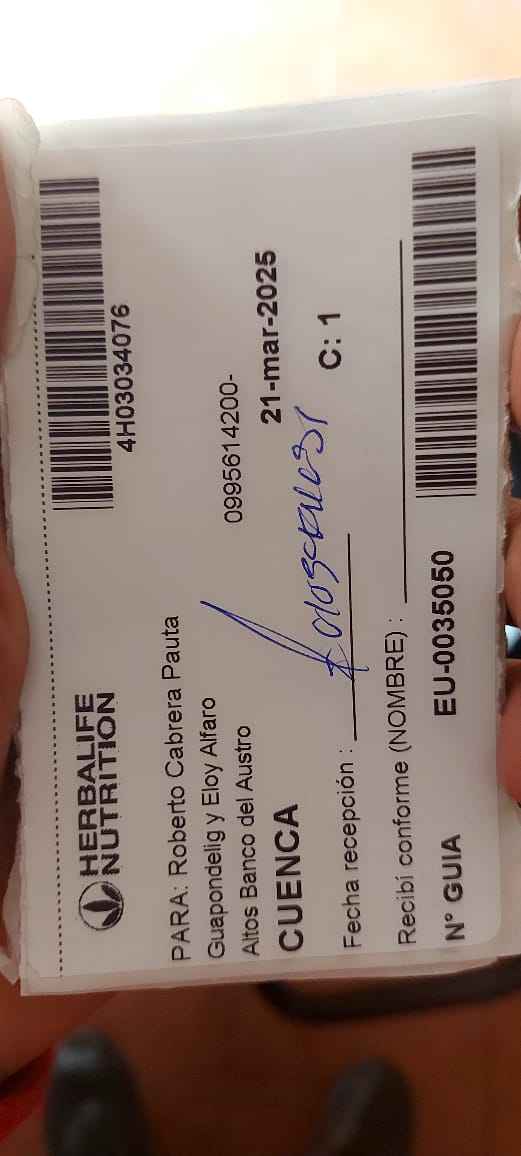 HERBALIFE
NUTRITION
4H03034076
PARA: Roberto Cabrera Pauta
Guapondelig y Eloy Alfaro
0995614200-
Altos Banco del Austro
CUENCA
21-mar-2025
Fecha recepción :
C: 1
Recibí conforme (NOMBRE) :
N° GUIA
EU-0035050